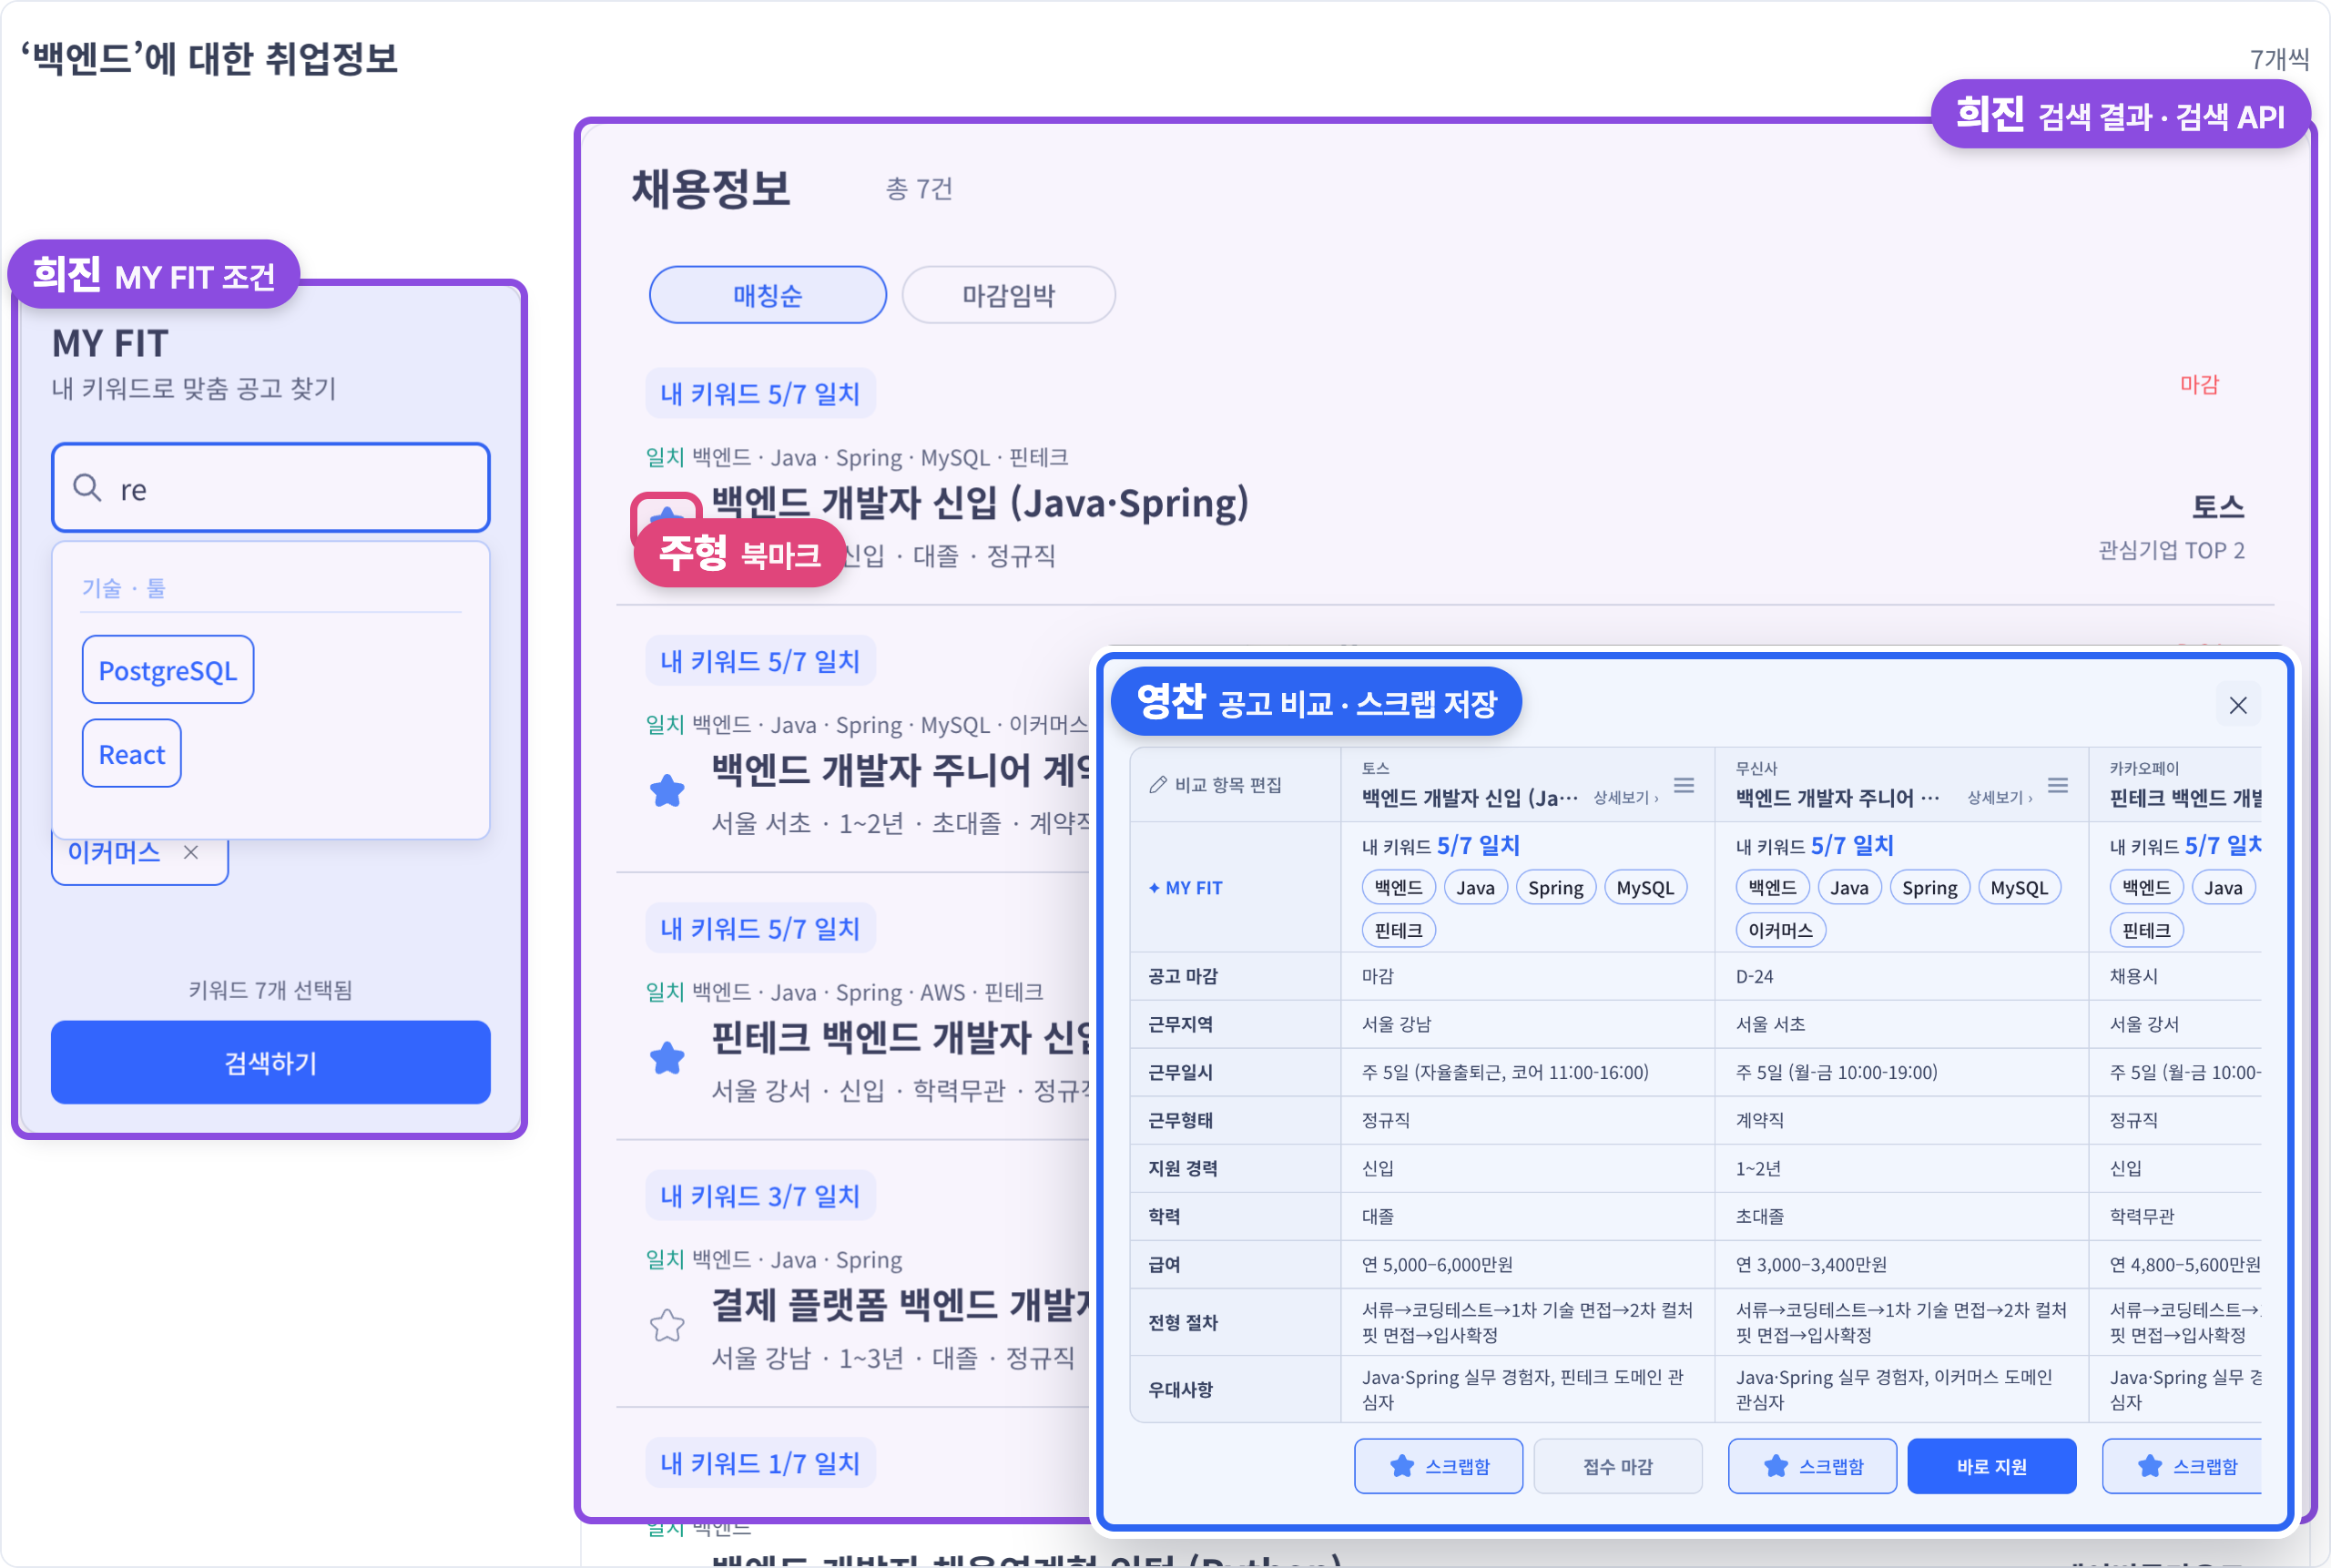 ‘백엔드’에 대한 취업정보
7개씩
희진 검색 결과 · 검색 API
채용정보
총 7건
매칭순
마감임박
희진 MY FIT 조건
MY FIT
내 키워드로 맞춤 공고 찾기
re
기술 · 툴
PostgreSQL
React
이커머스 ×
키워드 7개 선택됨
검색하기
내 키워드 5/7 일치
마감
일치 백엔드 · Java · Spring · MySQL · 핀테크
백엔드 개발자 신입 (Java·Spring)
토스
주형 북마크
신입 · 대졸 · 정규직
관심기업 TOP 2
내 키워드 5/7 일치
일치 백엔드 · Java · Spring · MySQL · 이커머스
백엔드 개발자 주니어
서울 서초 · 1~2년 · 초대졸 · 계약직
내 키워드 5/7 일치
일치 백엔드 · Java · Spring · AWS · 핀테크
핀테크 백엔드 개발자 신입
서울 강서 · 신입 · 학력무관 · 정규직
내 키워드 3/7 일치
일치 백엔드 · Java · Spring
결제 플랫폼 백엔드 개발자
서울 강남 · 1~3년 · 대졸 · 정규직
내 키워드 1/7 일치
일치 백엔드
영찬 공고 비교 · 스크랩 저장
비교 항목 편집
토스
백엔드 개발자 신입 (Ja…
상세보기 ›
무신사
백엔드 개발자 주니어 …
상세보기 ›
카카오페이
핀테크 백엔드 개발
MY FIT
내 키워드 5/7 일치
백엔드 Java Spring MySQL
핀테크
내 키워드 5/7 일치
백엔드 Java Spring MySQL
이커머스
내 키워드 5/7 일치
백엔드 Java
핀테크
공고 마감
마감
D-24
채용시
근무지역
서울 강남
서울 서초
서울 강서
근무일시
주 5일 (자율출퇴근, 코어 11:00-16:00)
주 5일 (월-금 10:00-19:00)
주 5일 (월-금 10:00-
근무형태
정규직
계약직
정규직
지원 경력
신입
1~2년
신입
학력
대졸
초대졸
학력무관
급여
연 5,000–6,000만원
연 3,000–3,400만원
연 4,800–5,600만원
전형 절차
서류→코딩테스트→1차 기술 면접→2차 컬처
핏 면접→입사확정
서류→코딩테스트→1차 기술 면접→2차 컬처
핏 면접→입사확정
서류→코딩테스트→
핏 면접→입사확정
우대사항
Java·Spring 실무 경험자, 핀테크 도메인 관
심자
Java·Spring 실무 경험자, 이커머스 도메인
관심자
Java·Spring 실무 경
심자
스크랩함
접수 마감
스크랩함
바로 지원
스크랩함